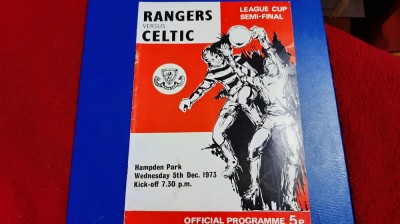 RANGERS
VERSUS
CELTIC
LEAGUE CUP
SEMI-FINAL
Hampden Park
Wednesday 5th Dec. 1973
Kick-off 7.30 p.m.
OFFICIAL PROGRAMME 5p